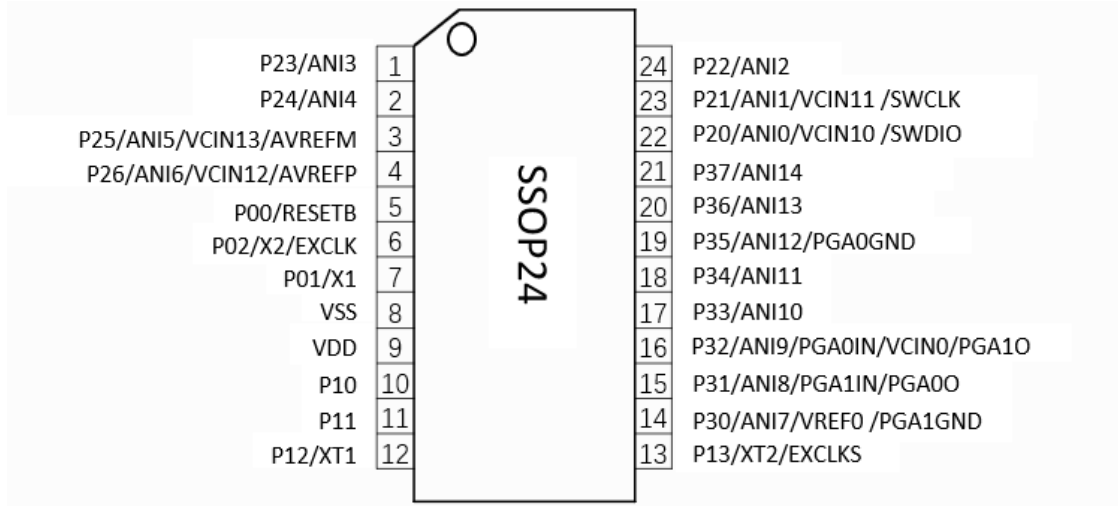 P23/ANI3 1
P24/ANI4 2
P25/ANI5/VCIN13/AVREFM 3
P26/ANI6/VCIN12/AVREFP 4
P00/RESETB 5
P02/X2/EXCLK 6
P01/X1 7
VSS 8
VDD 9
P10 10
P11 11
P12/XT1 12
SSOP24
24 P22/ANI2
23 P21/ANI1/VCIN11 /SWCLK
22 P20/ANI0/VCIN10 /SWDIO
21 P37/ANI14
20 P36/ANI13
19 P35/ANI12/PGA0GND
18 P34/ANI11
17 P33/ANI10
16 P32/ANI9/PGA0IN/VCIN0/PGA1O
15 P31/ANI8/PGA1IN/PGA0O
14 P30/ANI7/VREF0 /PGA1GND
13 P13/XT2/EXCLKS